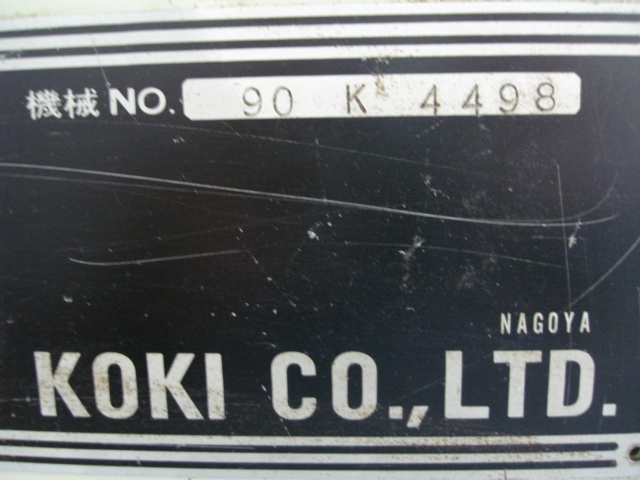 機械 NO. 90 K 4498
NAGOYA
KOKI CO.,LTD.